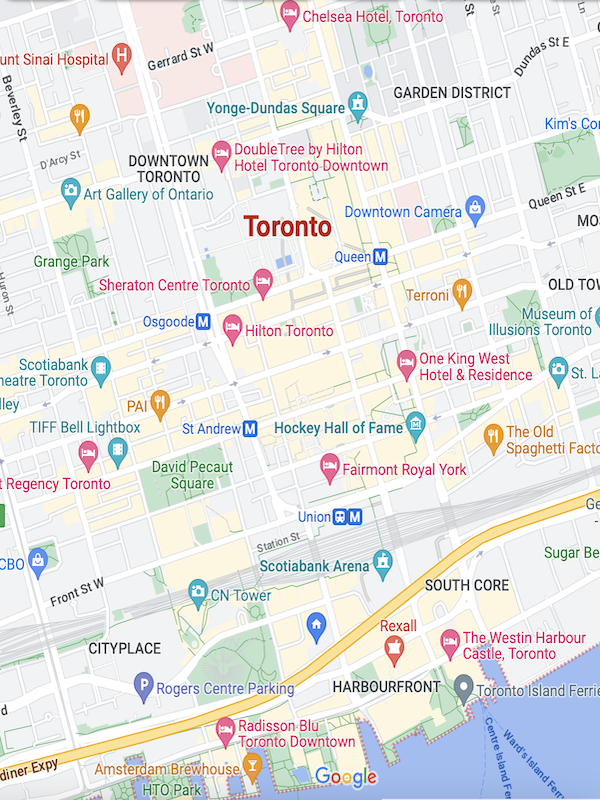 Chelsea Hotel, Toronto
St
St
Ln
Dundas St E
unt Sinai Hospital
H
Gerrard St W
Beverley St
GARDEN DISTRICT
Yonge-Dundas Square
Kim's Cor
D'Arcy St
DOWNTOWN
TORONTO
DoubleTree by Hilton
Hotel Toronto Downtown
Art Gallery of Ontario
Queen St E
Downtown Camera
MOS
Toronto
Grange Park
Queen M
Huron St
Sheraton Centre Toronto
Terroni
OLD TOW
Osgoode M
Hilton Toronto
Museum of
Illusions Toronto
Scotiabank
heatre Toronto
One King West
Hotel & Residence
St. La
lley
PAI
TIFF Bell Lightbox
St Andrew M
Hockey Hall of Fame
The Old
Spaghetti Facto
David Pecaut
Square
t Regency Toronto
Fairmont Royal York
Union M
Ge
Station St
CBO
Scotiabank Arena
Sugar Be
Front St W
CN Tower
SOUTH CORE
Rexall
CITYPLACE
The Westin Harbour
Castle, Toronto
P
Rogers Centre Parking
HARBOURFRONT
Toronto Island Ferrie
d
Radisson Blu
Toronto Downtown
diner Expy
Amsterdam Brewhouse
HTO Park
Google
Centre Island Fe
Ward's Island Fer